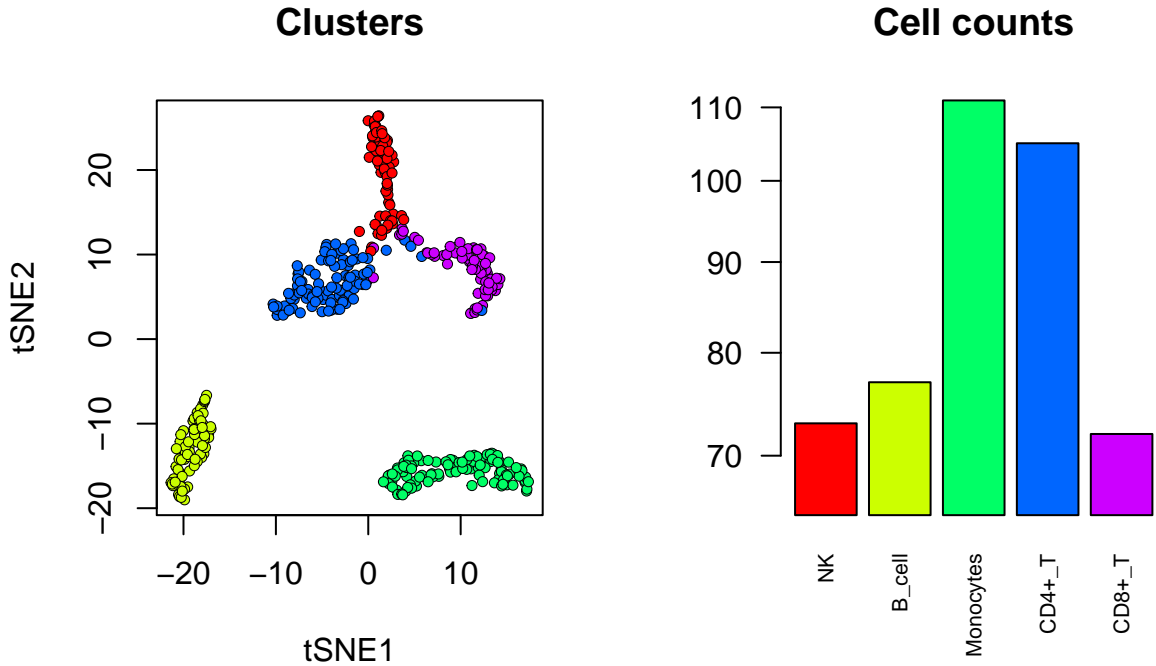 Clusters
tSNE2
20
10
0
−10
−20
−20 −10 0 10
tSNE1
Cell counts
110
100
90
80
70
NK
B_cell
Monocytes
CD4+_T
CD8+_T